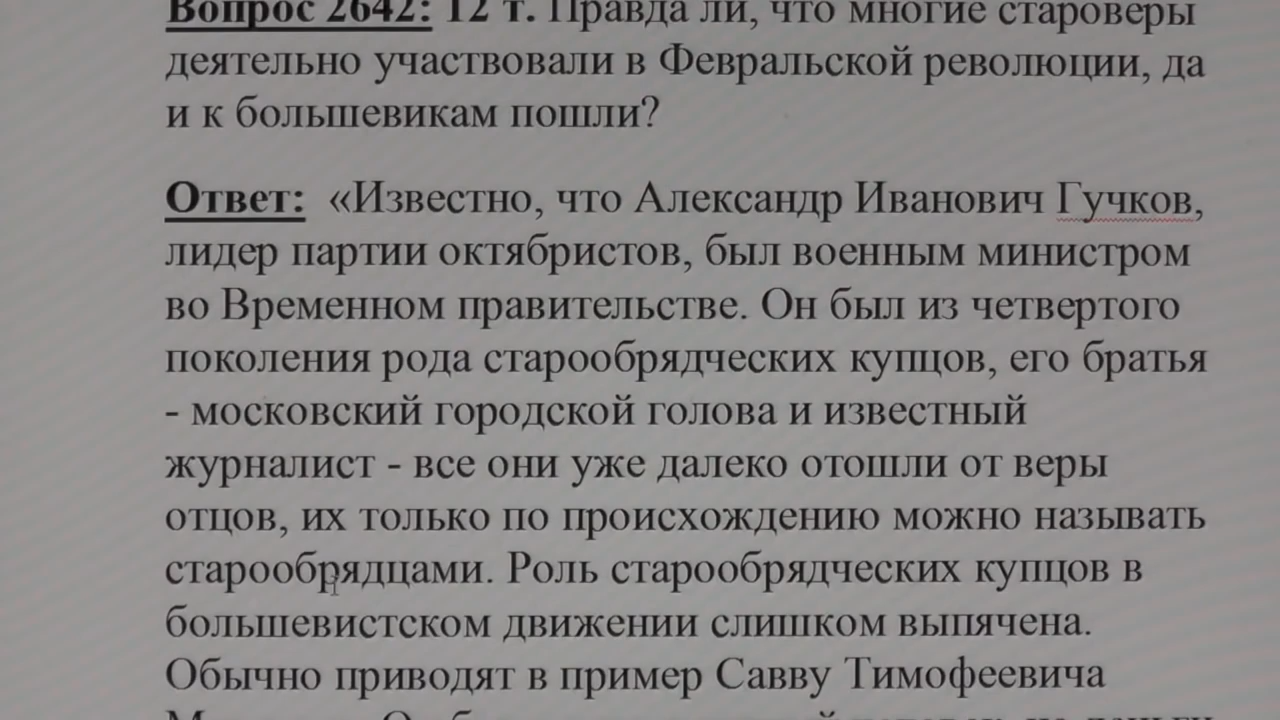 Вопрос 2642: 12 т. Правда ли, что многие староверы
деятельно участвовали в Февральской революции, да
и к большевикам пошли?
Ответ: «Известно, что Александр Иванович Гучков,
лидер партии октябристов, был военным министром
во Временном правительстве. Он был из четвертого
поколения рода старообрядческих купцов, его братья
- московский городской голова и известный
журналист - все они уже далеко отошли от веры
отцов, их только по происхождению можно называть
старообрядцами. Роль старообрядческих купцов в
большевистском движении слишком выпячена.
Обычно приводят в пример Савву Тимофеевича